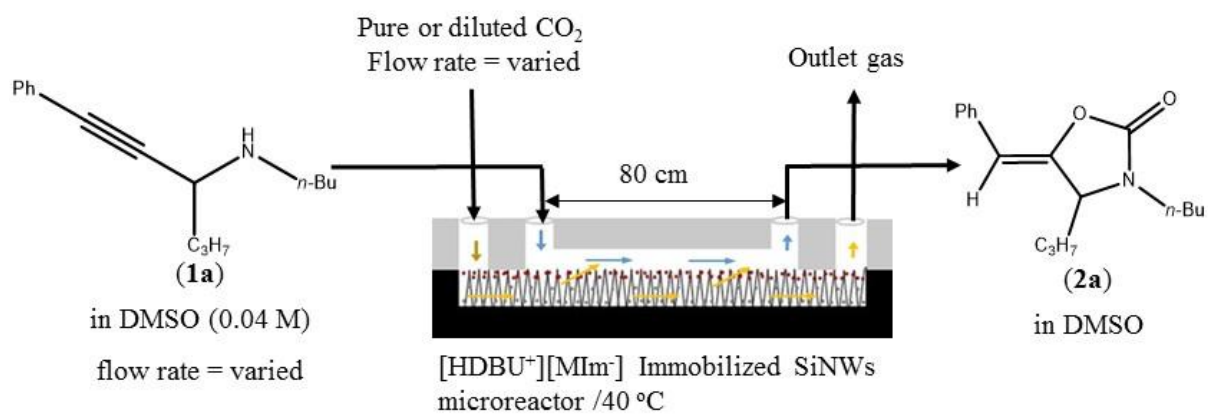 Pure or diluted CO₂
Flow rate = varied
Outlet gas
Ph
H
N
n-Bu
C₃H₇
(1a)
in DMSO (0.04 M)
flow rate = varied
80 cm
[HDBU⁺][MIm⁻] Immobilized SiNWs
microreactor /40 °C
Ph
O
O
H
N
n-Bu
C₃H₇
(2a)
in DMSO